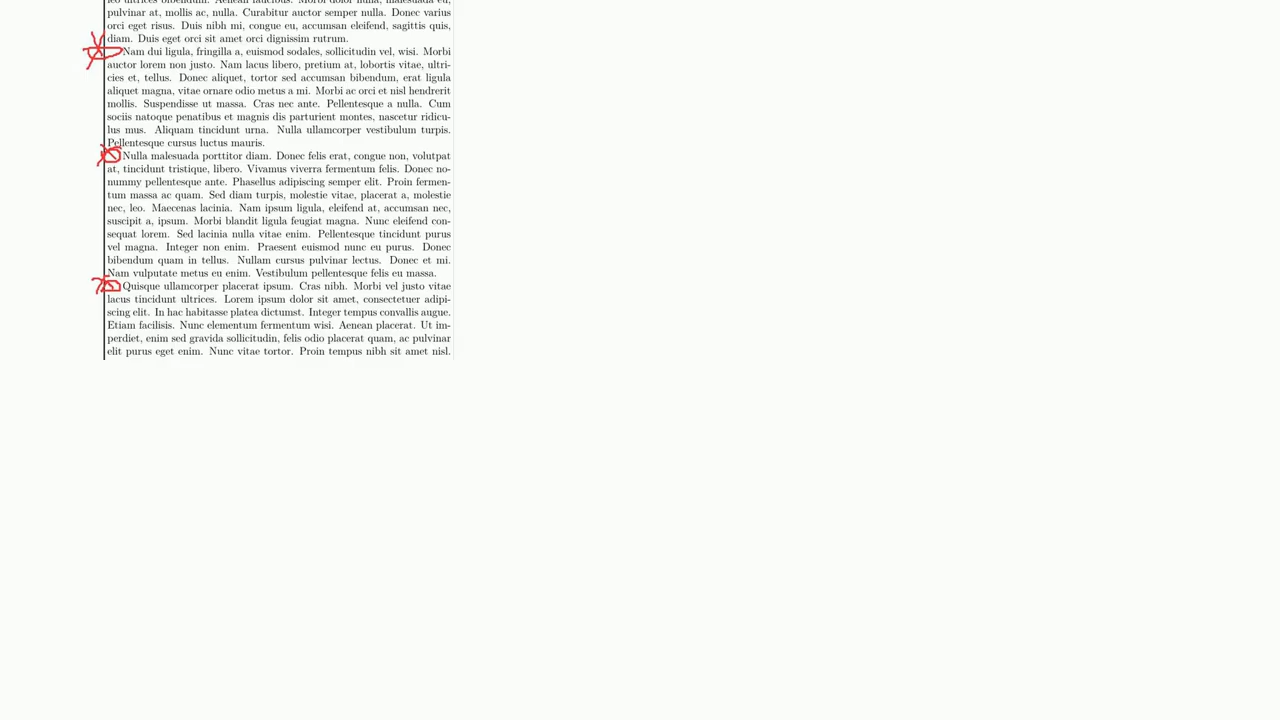 leo ultrices bibendum. Aenean faucibus. Morbi dolor nulla, malesuada eu,
pulvinar at, mollis ac, nulla. Curabitur auctor semper nulla. Donec varius
orci eget risus. Duis nibh mi, congue eu, accumsan eleifend, sagittis quis,
diam. Duis eget orci sit amet orci dignissim rutrum.
Nam dui ligula, fringilla a, euismod sodales, sollicitudin vel, wisi. Morbi
auctor lorem non justo. Nam lacus libero, pretium at, lobortis vitae, ultri-
cies et, tellus. Donec aliquet, tortor sed accumsan bibendum, erat ligula
aliquet magna, vitae ornare odio metus a mi. Morbi ac orci et nisl hendrerit
mollis. Suspendisse ut massa. Cras nec ante. Pellentesque a nulla. Cum
sociis natoque penatibus et magnis dis parturient montes, nascetur ridicu-
lus mus. Aliquam tincidunt urna. Nulla ullamcorper vestibulum turpis.
Pellentesque cursus luctus mauris.
Nulla malesuada porttitor diam. Donec felis erat, congue non, volutpat
at, tincidunt tristique, libero. Vivamus viverra fermentum felis. Donec no-
nummy pellentesque ante. Phasellus adipiscing semper elit. Proin fermen-
tum massa ac quam. Sed diam turpis, molestie vitae, placerat a, molestie
nec, leo. Maecenas lacinia. Nam ipsum ligula, eleifend at, accumsan nec,
suscipit a, ipsum. Morbi blandit ligula feugiat magna. Nunc eleifend con-
sequat lorem. Sed lacinia nulla vitae enim. Pellentesque tincidunt purus
vel magna. Integer non enim. Praesent euismod nunc eu purus. Donec
bibendum quam in tellus. Nullam cursus pulvinar lectus. Donec et mi.
Nam vulputate metus eu enim. Vestibulum pellentesque felis eu massa.
Quisque ullamcorper placerat ipsum. Cras nibh. Morbi vel justo vitae
lacus tincidunt ultrices. Lorem ipsum dolor sit amet, consectetuer adipi-
scing elit. In hac habitasse platea dictumst. Integer tempus convallis augue.
Etiam facilisis. Nunc elementum fermentum wisi. Aenean placerat. Ut im-
perdiet, enim sed gravida sollicitudin, felis odio placerat quam, ac pulvinar
elit purus eget enim. Nunc vitae tortor. Proin tempus nibh sit amet nisl.